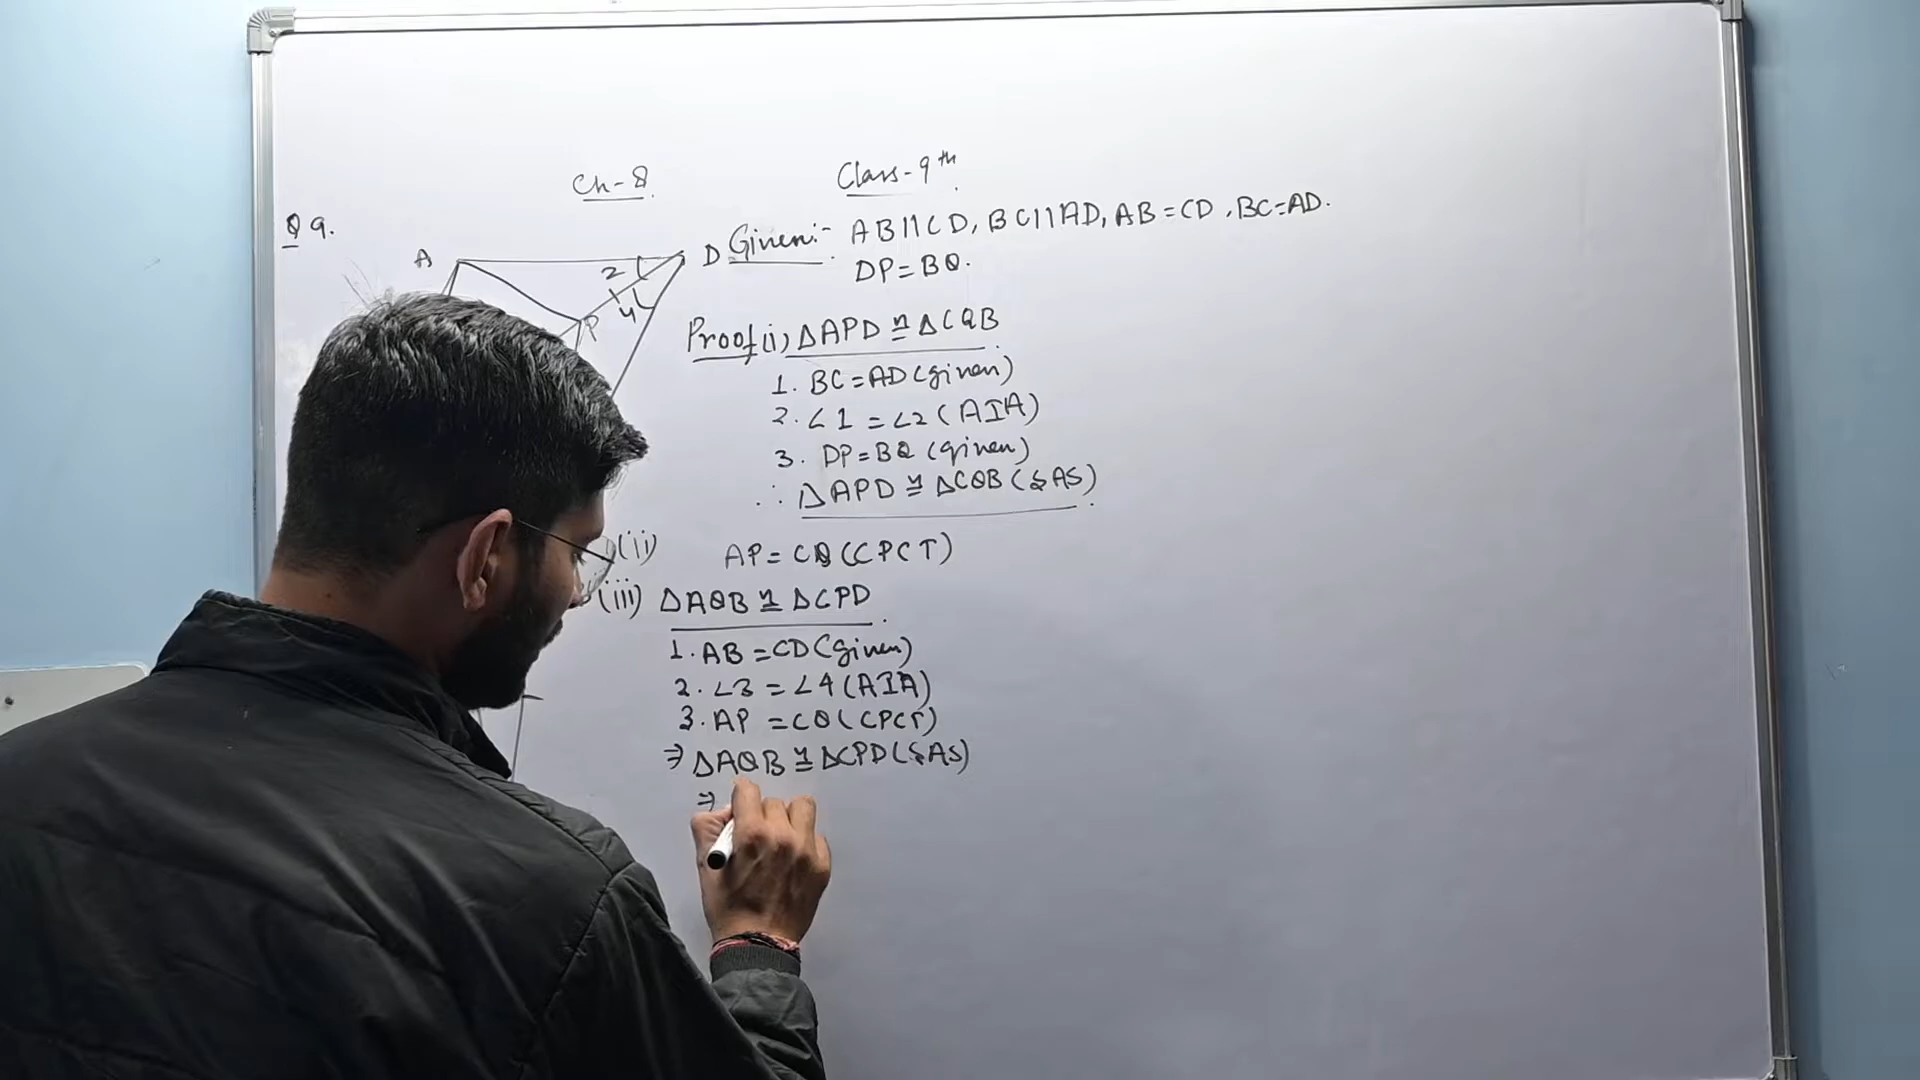 Ch-8
Class-9th
Q 9.
Given:- AB||CD, BC||AD, AB=CD, BC=AD.
DP=BQ.
A
D
2
4
P
Proof(i) ΔAPD ≅ ΔCQB
1. BC=AD(given)
2. ∠1=∠2(AIA)
3. DP=BQ(given)
∴ ΔAPD ≅ ΔCQB(SAS)
(ii) AP=CQ(CPCT)
(iii) ΔAQB ≅ ΔCPD
1. AB=CD(Given)
2. ∠3=∠4(AIA)
3. AP=CQ(CPCT)
⇒ ΔAQB ≅ ΔCPD(SAS)
⇒